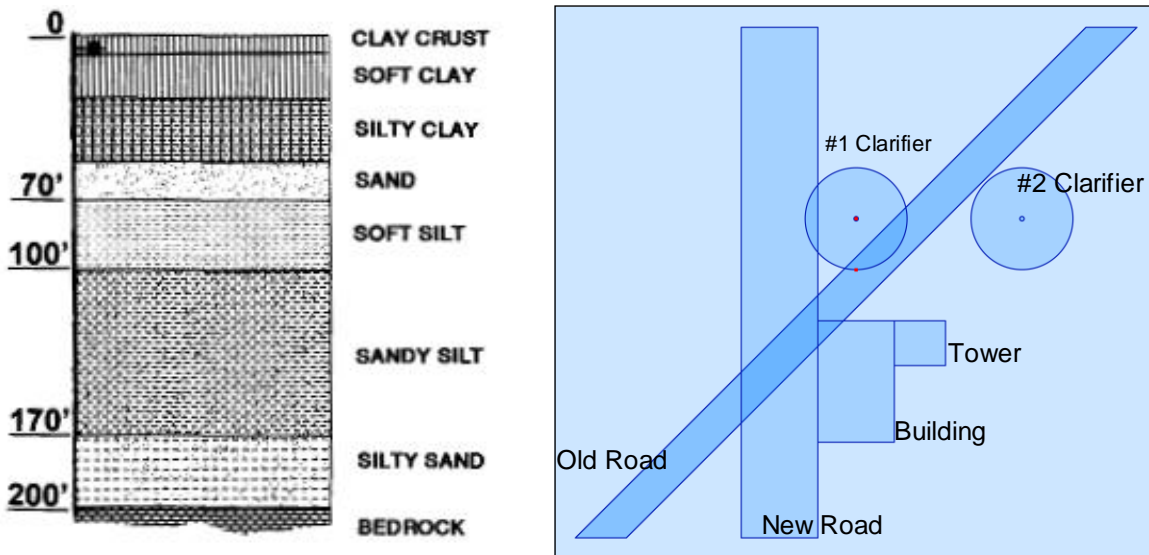 0
CLAY CRUST
SOFT CLAY
SILTY CLAY
70'
SAND
SOFT SILT
100'
SANDY SILT
170'
SILTY SAND
200'
BEDROCK
#1 Clarifier
#2 Clarifier
Tower
Building
Old Road
New Road